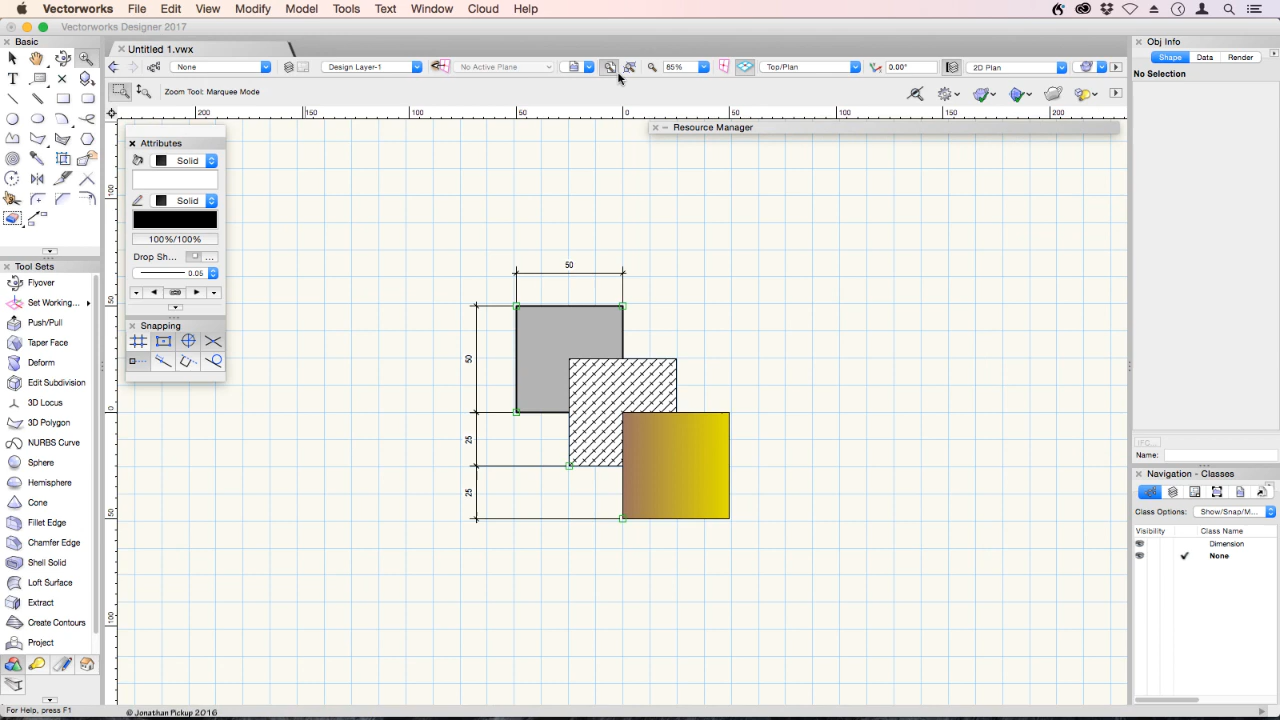 Vectorworks File Edit View Modify Model Tools Text Window Cloud Help
Vectorworks Designer 2017
Basic
Untitled 1.vwx
None Design Layer-1 No Active Plane 85% Top/Plan 0.00° 2D Plan
Zoom Tool: Marquee Mode
200 150 100 50 50 100 150 200
Resource Manager
Attributes
Solid
Solid
100%/100%
Drop Sh...
0.05
Snapping
Tool Sets
Flyover
Set Working...
Push/Pull
Taper Face
Deform
Edit Subdivision
3D Locus
3D Polygon
NURBS Curve
Sphere
Hemisphere
Cone
Fillet Edge
Chamfer Edge
Shell Solid
Loft Surface
Extract
Create Contours
Project
100
50
0
50
100
50
50
25
25
Obj Info
Shape Data Render
No Selection
IFC...
Name:
Navigation - Classes
Class Options: Show/Snap/M...
Visibility Class Name
Dimension
None
For Help, press F1
© Jonathan Pickup 2016